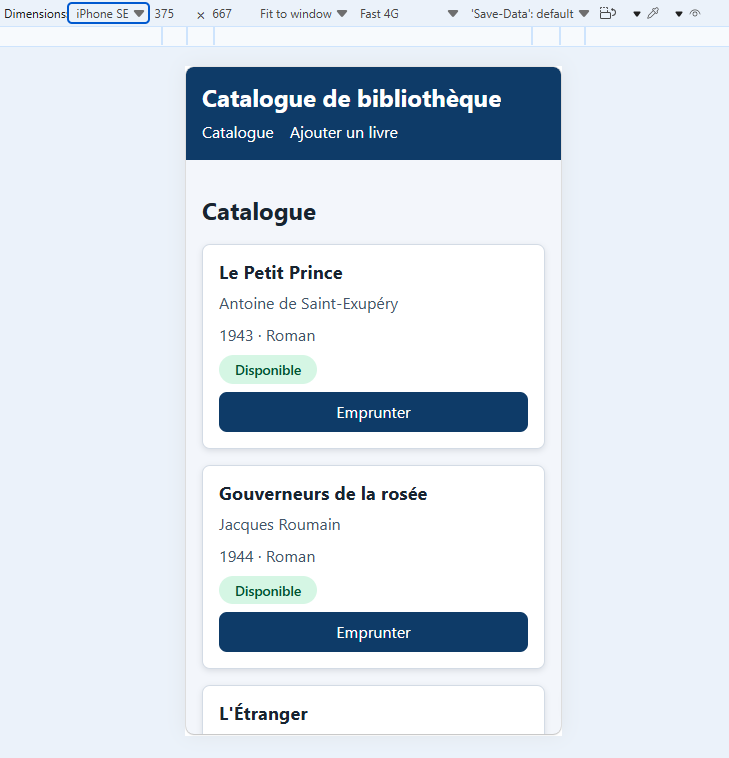 Dimensions: iPhone SE 375 × 667 Fit to window Fast 4G 'Save-Data': default
Catalogue de bibliothèque
Catalogue Ajouter un livre
Catalogue
Le Petit Prince
Antoine de Saint-Exupéry
1943 · Roman
Disponible
Emprunter
Gouverneurs de la rosée
Jacques Roumain
1944 · Roman
Disponible
Emprunter
L'Étranger